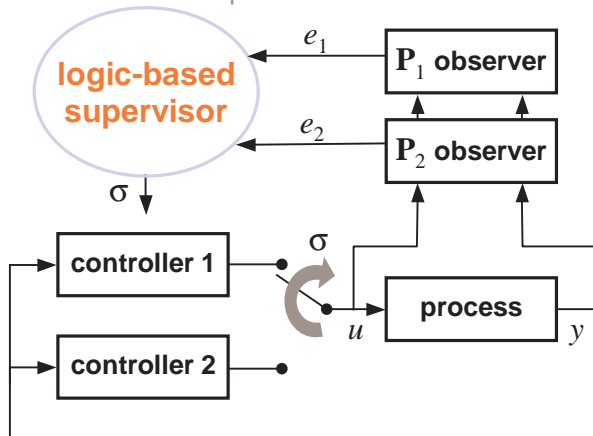 e₁
P₁ observer
logic-based
supervisor
e₂
P₂ observer
σ
controller 1
σ
u
process
y
controller 2